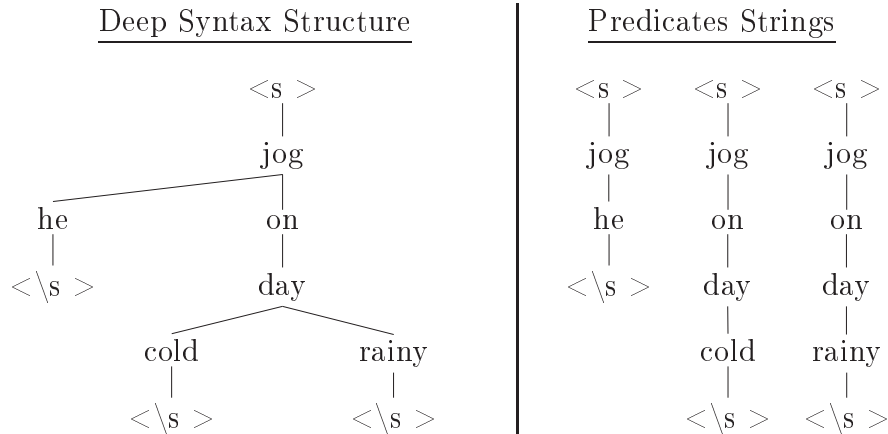 Deep Syntax Structure
<s >
jog
he on
<\s > day
cold rainy
<\s > <\s >
Predicates Strings
<s > <s > <s >
jog jog jog
he on on
<\s > day day
cold rainy
<\s > <\s >